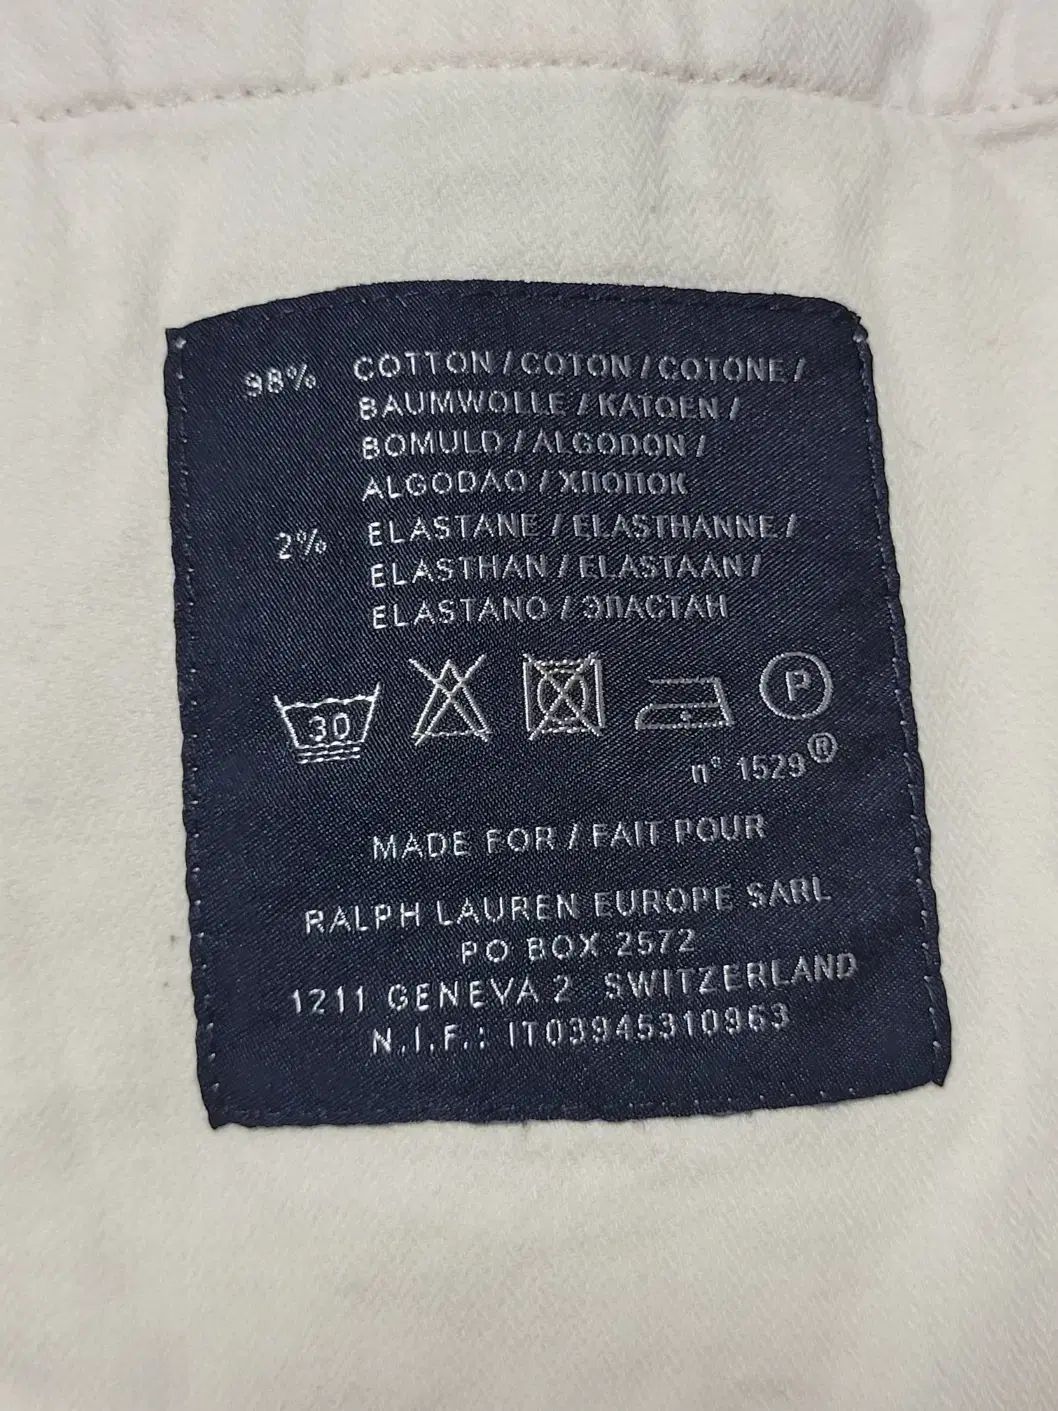 98% COTTON / COTON / COTONE /
BAUMWOLLE / KATOEN /
BOMULD / ALGODON /
ALGODAO / ХЛОПОК
2% ELASTANE / ELASTHANNE /
ELASTHAN / ELASTAAN /
ELASTANO / ЭЛАСТАН
30
P
n° 1529®
MADE FOR / FAIT POUR
RALPH LAUREN EUROPE SARL
PO BOX 2572
1211 GENEVA 2 SWITZERLAND
N.I.F.: IT03945310963